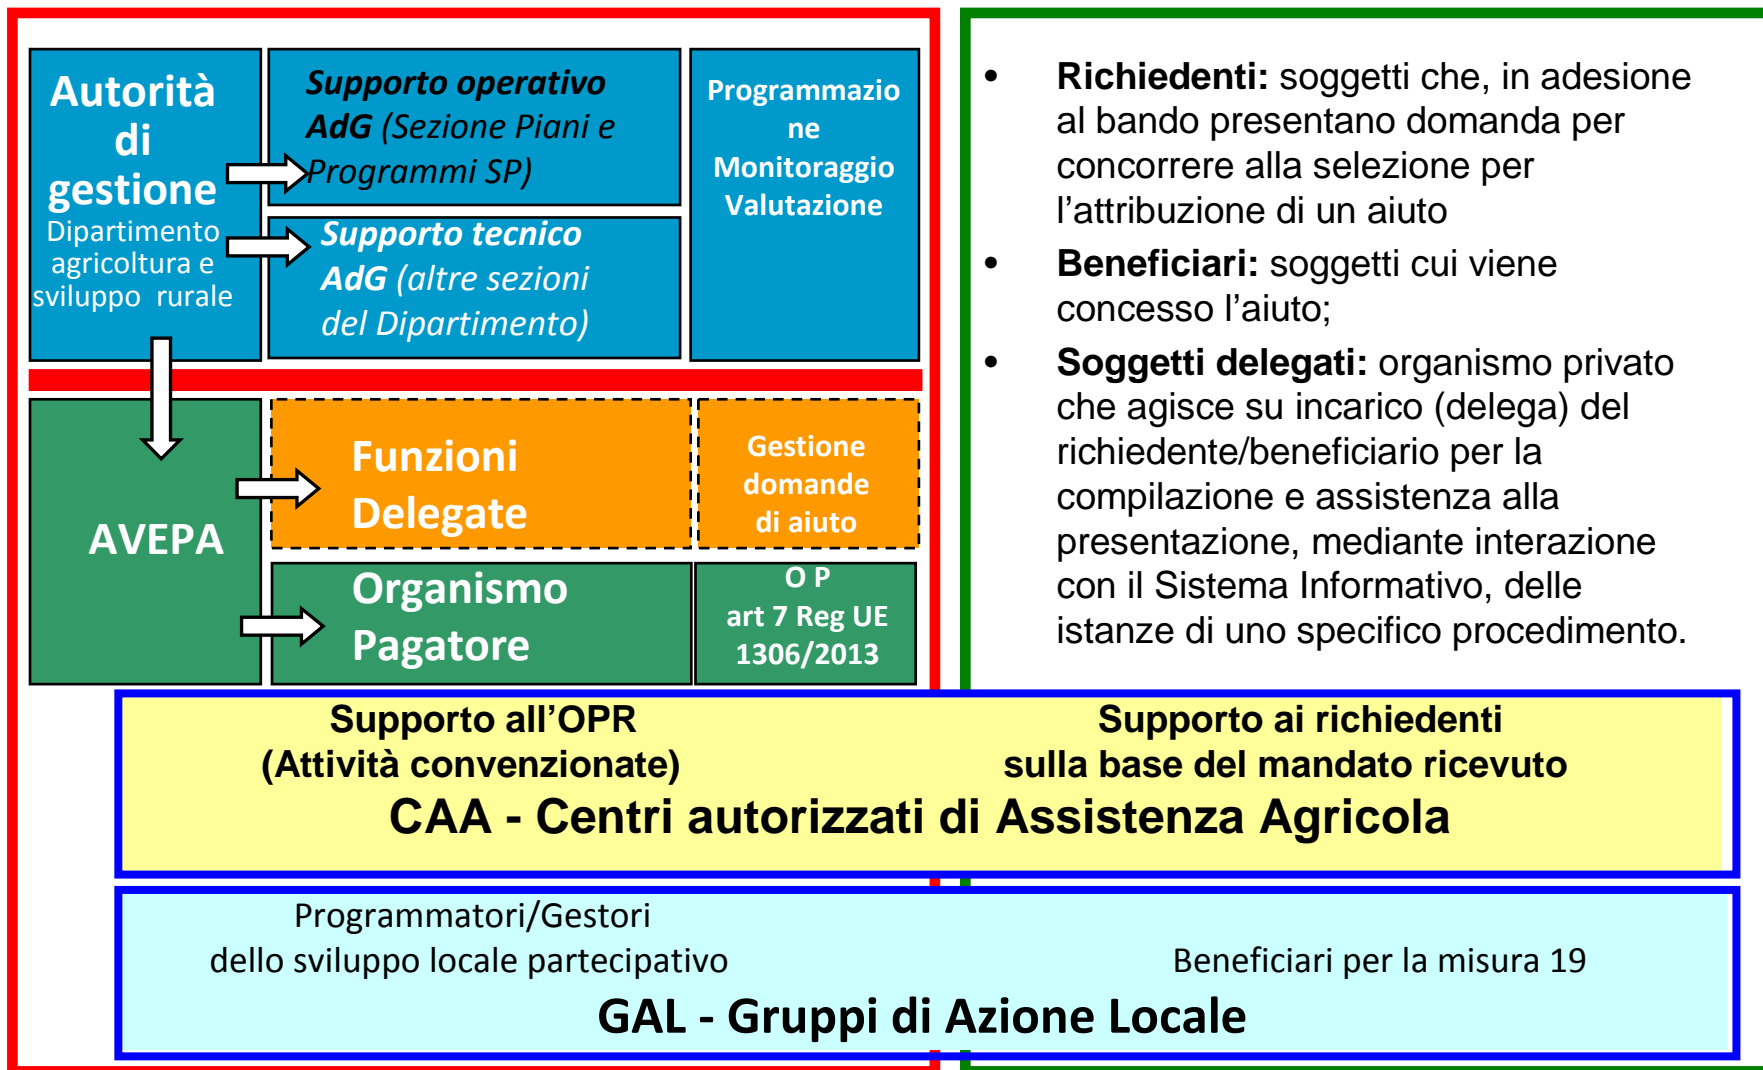 Autorità
di
gestione
Dipartimento
agricoltura e
sviluppo rurale
Supporto operativo
AdG (Sezione Piani e
Programmi SP)
Supporto tecnico
AdG (altre sezioni
del Dipartimento)
Programmazio
ne
Monitoraggio
Valutazione
AVEPA
Funzioni
Delegate
Gestione
domande
di aiuto
Organismo
Pagatore
O P
art 7 Reg UE
1306/2013
• Richiedenti: soggetti che, in adesione
al bando presentano domanda per
concorrere alla selezione per
l’attribuzione di un aiuto
• Beneficiari: soggetti cui viene
concesso l’aiuto;
• Soggetti delegati: organismo privato
che agisce su incarico (delega) del
richiedente/beneficiario per la
compilazione e assistenza alla
presentazione, mediante interazione
con il Sistema Informativo, delle
istanze di uno specifico procedimento.
Supporto all’OPR
(Attività convenzionate)
Supporto ai richiedenti
sulla base del mandato ricevuto
CAA - Centri autorizzati di Assistenza Agricola
Programmatori/Gestori
dello sviluppo locale partecipativo
Beneficiari per la misura 19
GAL - Gruppi di Azione Locale